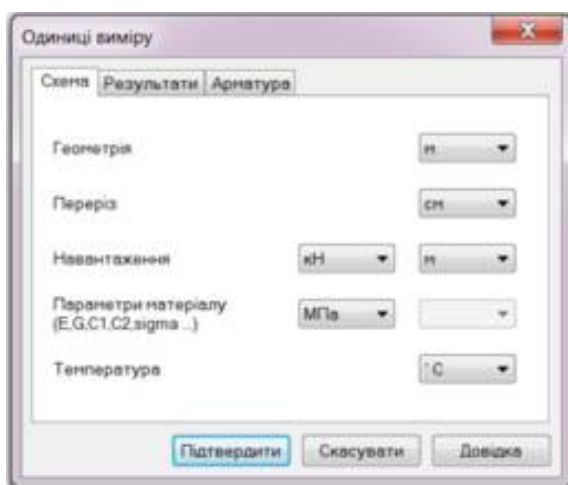 Одиниці виміру
Схема Результати Арматура
Геометрія м
Переріз см
Навантаження кН м
Параметри матеріалу
(E,G,C1,C2,sigma ...) МПа
Температура ° C
Підтвердити Скасувати Довідка